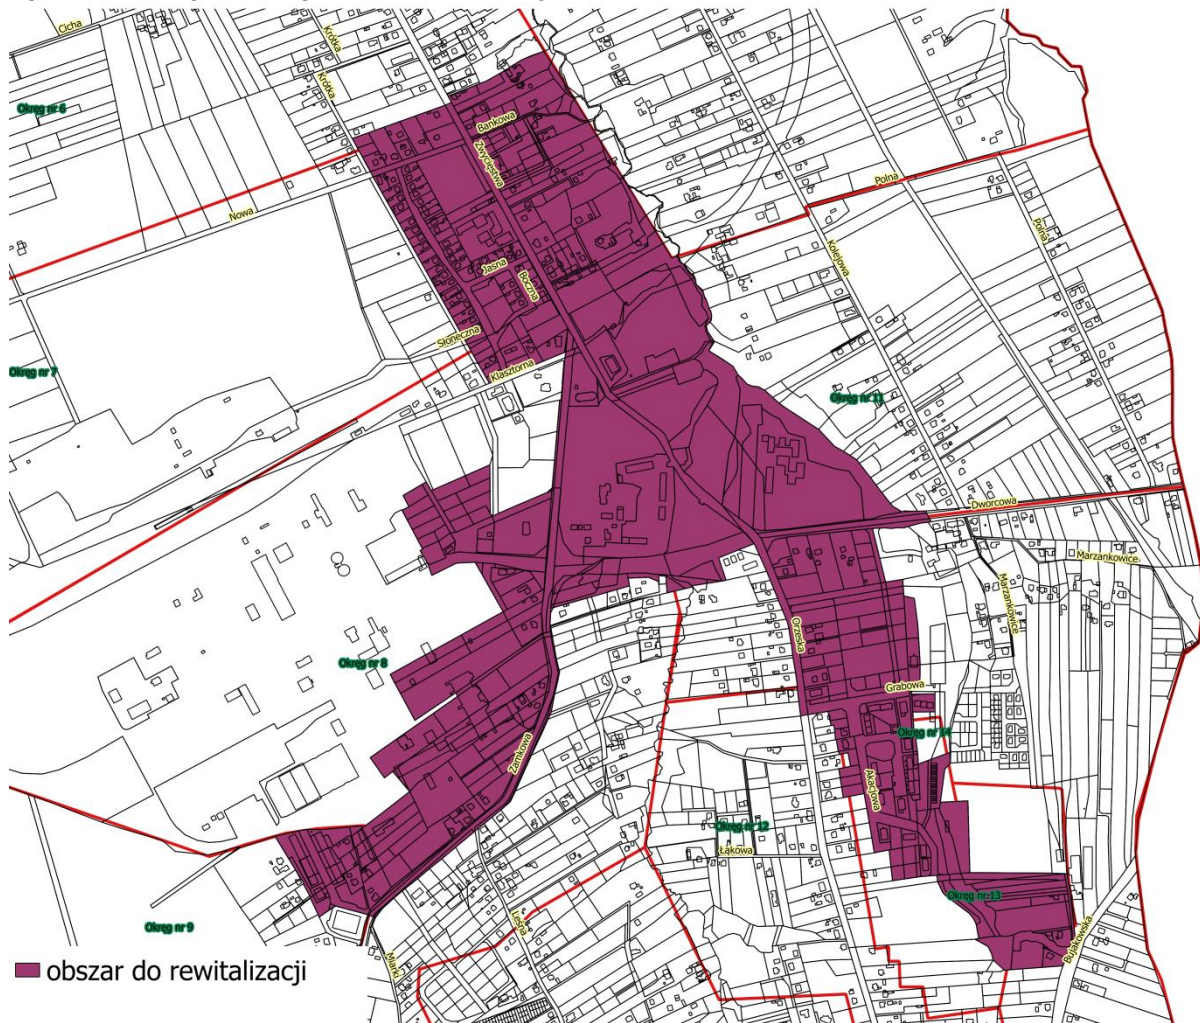 Cicha
Krótka
Krótka
Okręg nr 6
Bankowa
Zwycięstwa
Polna
Nowa
Polna
Kolejowa
Jasna
Boczna
Słoneczna
Klasztorna
Okręg nr 7
Okręg nr 11
Dworcowa
Marzankowice
Marzankowice
Orzeska
Okręg nr 8
Grabowa
Okręg nr 14
Zamkowa
Akacjowa
Okręg nr 12
Łąkowa
Okręg nr 13
Leśna
Okręg nr 9
Bujakowska
Miarki
obszar do rewitalizacji